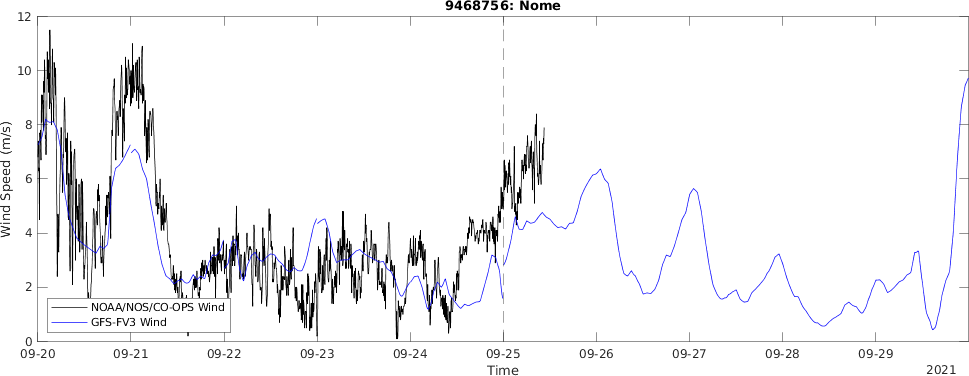 9468756: Nome
12
10
8
6
4
2
0
Wind Speed (m/s)
NOAA/NOS/CO-OPS Wind
GFS-FV3 Wind
09-20 09-21 09-22 09-23 09-24 09-25 09-26 09-27 09-28 09-29
Time
2021